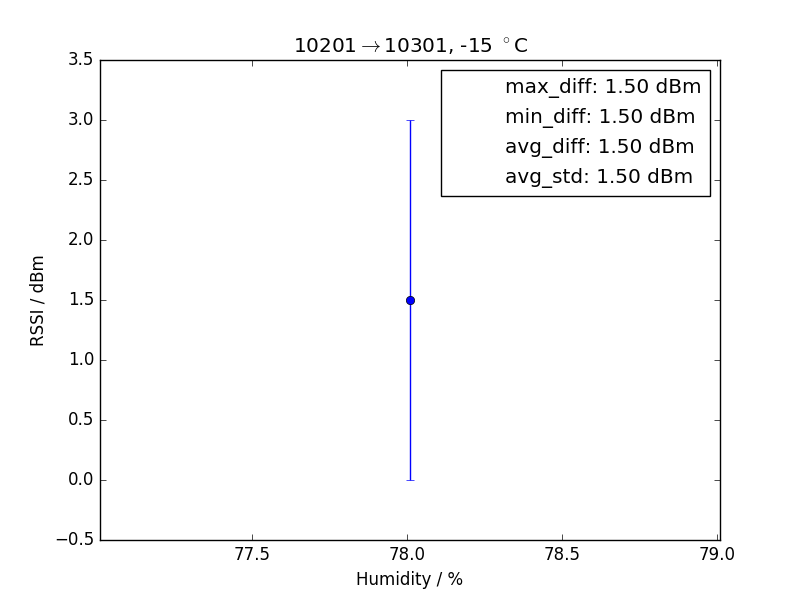 10201→10301, -15 °C
3.5
3.0
2.5
2.0
1.5
1.0
0.5
0.0
−0.5
RSSI / dBm
max_diff: 1.50 dBm
min_diff: 1.50 dBm
avg_diff: 1.50 dBm
avg_std: 1.50 dBm
77.5 78.0 78.5 79.0
Humidity / %